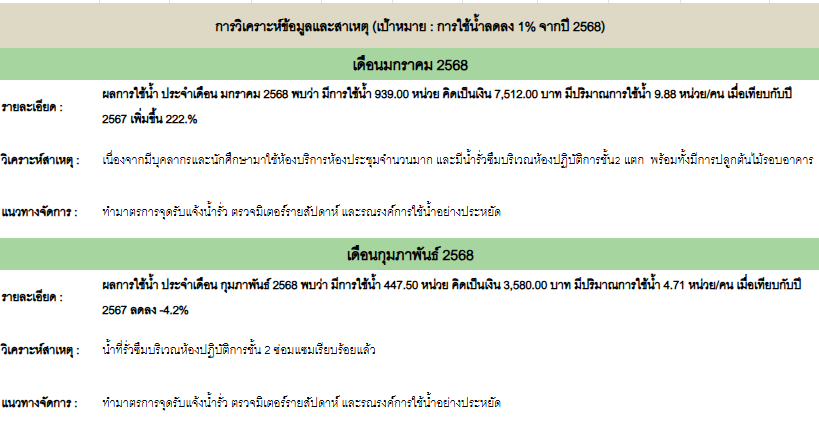 การวิเคราะห์ข้อมูลและสาเหตุ (เป้าหมาย : การใช้น้ำลดลง 1% จากปี 2568)
เดือนมกราคม 2568
รายละเอียด : ผลการใช้น้ำ ประจำเดือน มกราคม 2568 พบว่า มีการใช้น้ำ 939.00 หน่วย คิดเป็นเงิน 7,512.00 บาท มีปริมาณการใช้น้ำ 9.88 หน่วย/คน เมื่อเทียบกับปี
2567 เพิ่มขึ้น 222.%
วิเคราะห์สาเหตุ : เนื่องจากมีบุคลากรและนักศึกษามาใช้ห้องบริการห้องประชุมจำนวนมาก และมีน้ำรั่วซึมบริเวณห้องปฏิบัติการชั้น2 แตก พร้อมทั้งมีการปลูกต้นไม้รอบอาคาร
แนวทางจัดการ : ทำมาตรการจุดรับแจ้งน้ำรั่ว ตรวจมิเตอร์รายสัปดาห์ และรณรงค์การใช้น้ำอย่างประหยัด
เดือนกุมภาพันธ์ 2568
รายละเอียด : ผลการใช้น้ำ ประจำเดือน กุมภาพันธ์ 2568 พบว่า มีการใช้น้ำ 447.50 หน่วย คิดเป็นเงิน 3,580.00 บาท มีปริมาณการใช้น้ำ 4.71 หน่วย/คน เมื่อเทียบกับปี
2567 ลดลง -4.2%
วิเคราะห์สาเหตุ : น้ำที่รั่วซึมบริเวณห้องปฏิบัติการชั้น 2 ซ่อมแซมเรียบร้อยแล้ว
แนวทางจัดการ : ทำมาตรการจุดรับแจ้งน้ำรั่ว ตรวจมิเตอร์รายสัปดาห์ และรณรงค์การใช้น้ำอย่างประหยัด